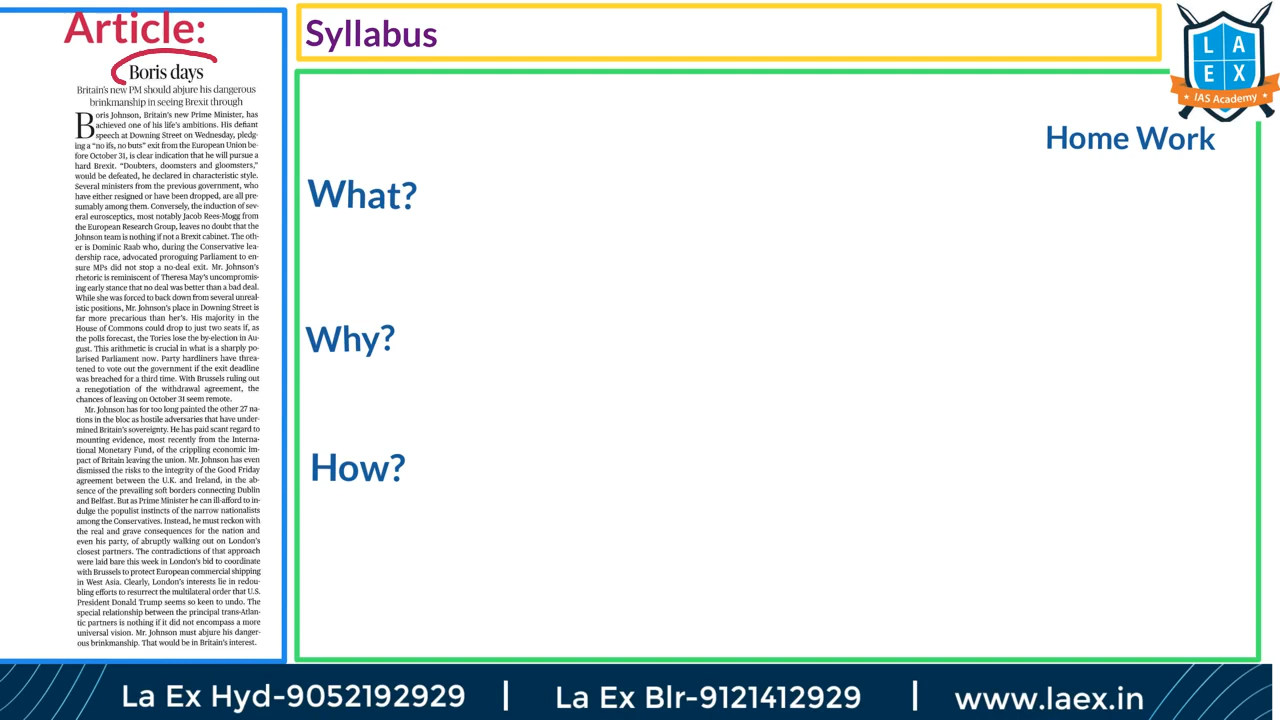 Article:
Boris days
Britain's new PM should abjure his dangerous
brinkmanship in seeing Brexit through
Boris Johnson, Britain's new Prime Minister, has
achieved one of his life's ambitions. His defiant
speech at Downing Street on Wednesday, pledg-
ing a "no ifs, no buts" exit from the European Union be-
fore October 31, is clear indication that he will pursue a
hard Brexit. "Doubters, doomsters and gloomsters,"
would be defeated, he declared in characteristic style.
Several ministers from the previous government, who
have either resigned or have been dropped, are all pre-
sumably among them. Conversely, the induction of sev-
eral eurosceptics, most notably Jacob Rees-Mogg from
the European Research Group, leaves no doubt that the
Johnson team is nothing if not a Brexit cabinet. The oth-
er is Dominic Raab who, during the Conservative lea-
dership race, advocated proroguing Parliament to en-
sure MPs did not stop a no-deal exit. Mr. Johnson's
rhetoric is reminiscent of Theresa May's uncompromis-
ing early stance that no deal was better than a bad deal.
While she was forced to back down from several unreal-
istic positions, Mr. Johnson's place in Downing Street is
far more precarious than her's. His majority in the
House of Commons could drop to just two seats if, as
the polls forecast, the Tories lose the by-election in Au-
gust. This arithmetic is crucial in what is a sharply po-
larised Parliament now. Party hardliners have threa-
tened to vote out the government if the exit deadline
was breached for a third time. With Brussels ruling out
a renegotiation of the withdrawal agreement, the
chances of leaving on October 31 seem remote.
Mr. Johnson has for too long painted the other 27 na-
tions in the bloc as hostile adversaries that have under-
mined Britain's sovereignty. He has paid scant regard to
mounting evidence, most recently from the Interna-
tional Monetary Fund, of the crippling economic im-
pact of Britain leaving the union. Mr. Johnson has even
dismissed the risks to the integrity of the Good Friday
agreement between the U.K. and Ireland, in the ab-
sence of the prevailing soft borders connecting Dublin
and Belfast. But as Prime Minister he can ill-afford to in-
dulge the populist instincts of the narrow nationalists
among the Conservatives. Instead, he must reckon with
the real and grave consequences for the nation and
even his party, of abruptly walking out on London's
closest partners. The contradictions of that approach
were laid bare this week in London's bid to coordinate
with Brussels to protect European commercial shipping
in West Asia. Clearly, London's interests lie in redou-
bling efforts to resurrect the multilateral order that U.S.
President Donald Trump seems so keen to undo. The
special relationship between the principal trans-Atlan-
tic partners is nothing if it did not encompass a more
universal vision. Mr. Johnson must abjure his danger-
ous brinkmanship. That would be in Britain's interest.
Syllabus
L A
E X
IAS Academy
Home Work
What?
Why?
How?
La Ex Hyd-9052192929 | La Ex Blr-9121412929 | www.laex.in